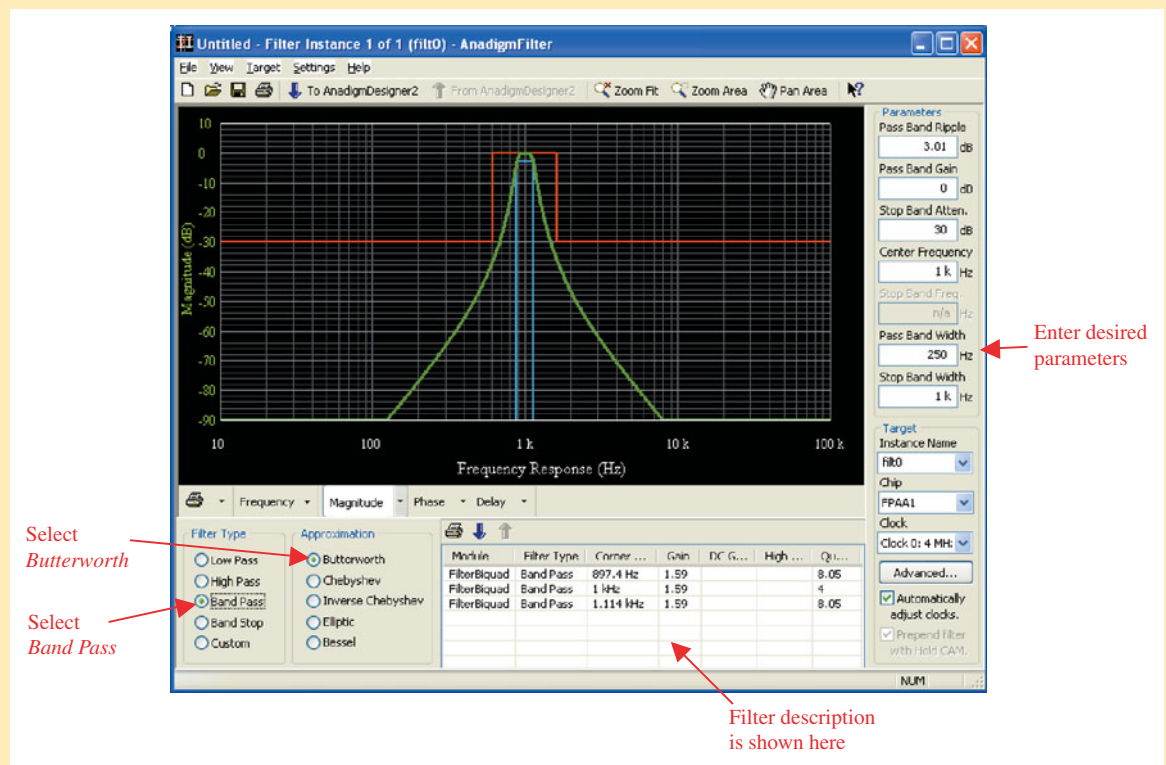 Untitled - Filter Instance 1 of 1 (filt0) - AnadigmFilter
File View Target Settings Help
To AnadigmDesigner2 From AnadigmDesigner2 Zoom Fit Zoom Area Pan Area
Parameters
Pass Band Ripple
3.01 dB
Pass Band Gain
0 dB
Stop Band Atten.
30 dB
Center Frequency
1 k Hz
Stop Band Freq.
n/a Hz
Pass Band Width
250 Hz
Stop Band Width
1 k Hz
Enter desired
parameters
Magnitude (dB)
10
0
-10
-20
-30
-40
-50
-60
-70
-80
-90
10 100 1 k 10 k 100 k
Frequency Response (Hz)
Target
Instance Name
filt0
Chip
FPAA1
Clock
Clock 0: 4 MHz
Advanced...
Automatically
adjust clocks.
Prepend filter
with Hold CAM.
Frequency Magnitude Phase Delay
Select
Butterworth
Select
Band Pass
Filter Type
Low Pass
High Pass
Band Pass
Band Stop
Custom
Approximation
Butterworth
Chebyshev
Inverse Chebyshev
Elliptic
Bessel
Module Filter Type Corner ... Gain DC G... High ... Qu...
FilterBiquad Band Pass 897.4 Hz 1.59 8.05
FilterBiquad Band Pass 1 kHz 1.59 4
FilterBiquad Band Pass 1.114 kHz 1.59 8.05
NUM
Filter description
is shown here